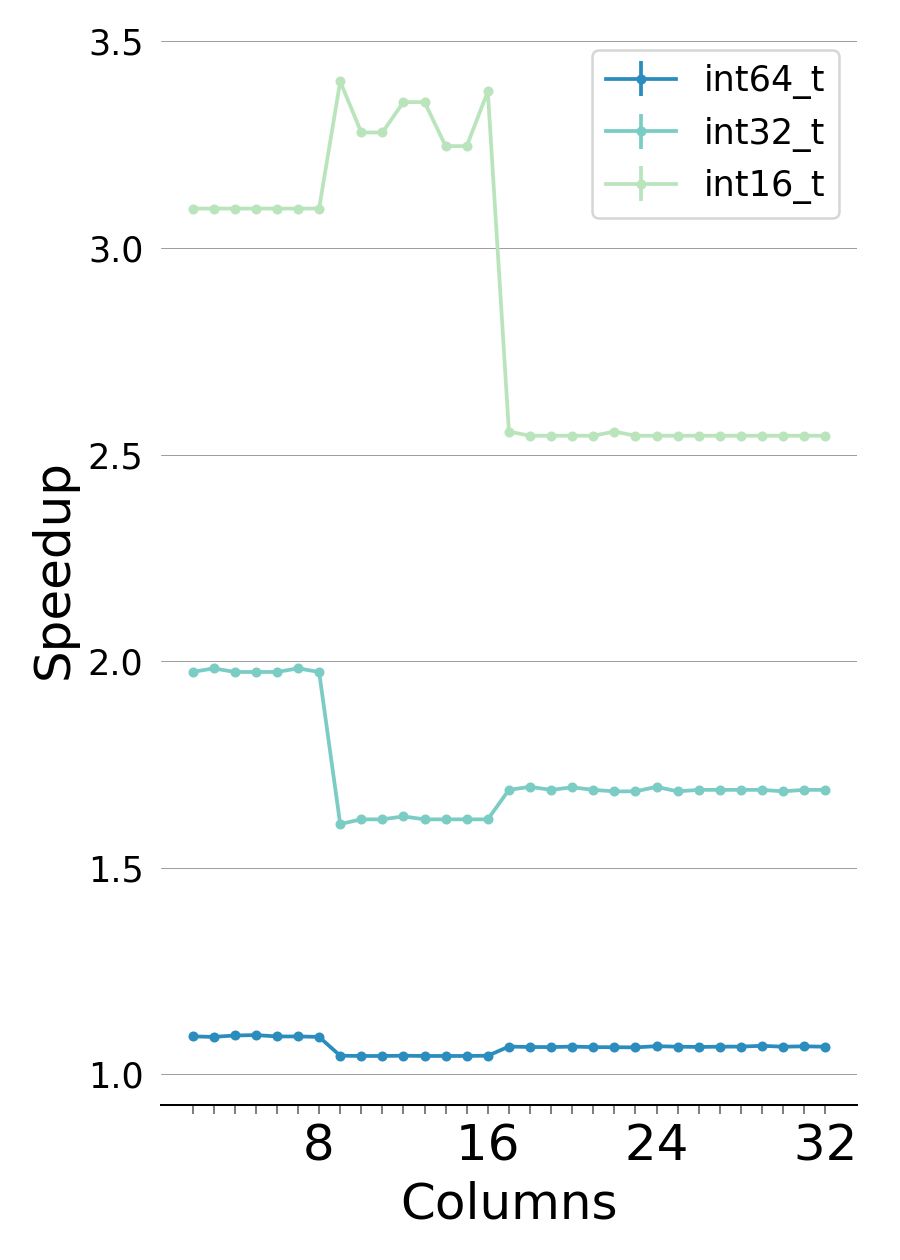 3.5
3.0
2.5
2.0
1.5
1.0
Speedup
int64_t
int32_t
int16_t
8 16 24 32
Columns